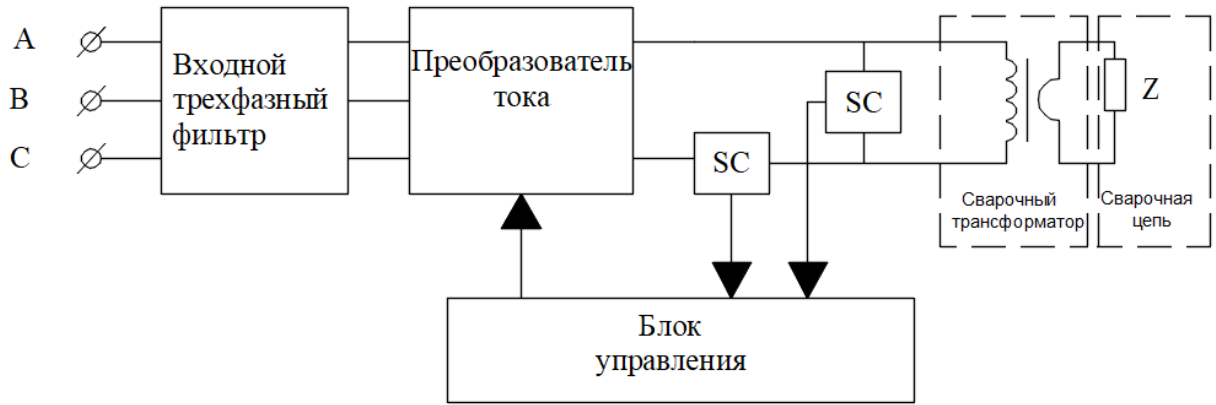 A
B
C
Входной
трехфазный
фильтр
Преобразователь
тока
SC
SC
Z
Сварочный
трансформатор
Сварочная
цепь
Блок
управления